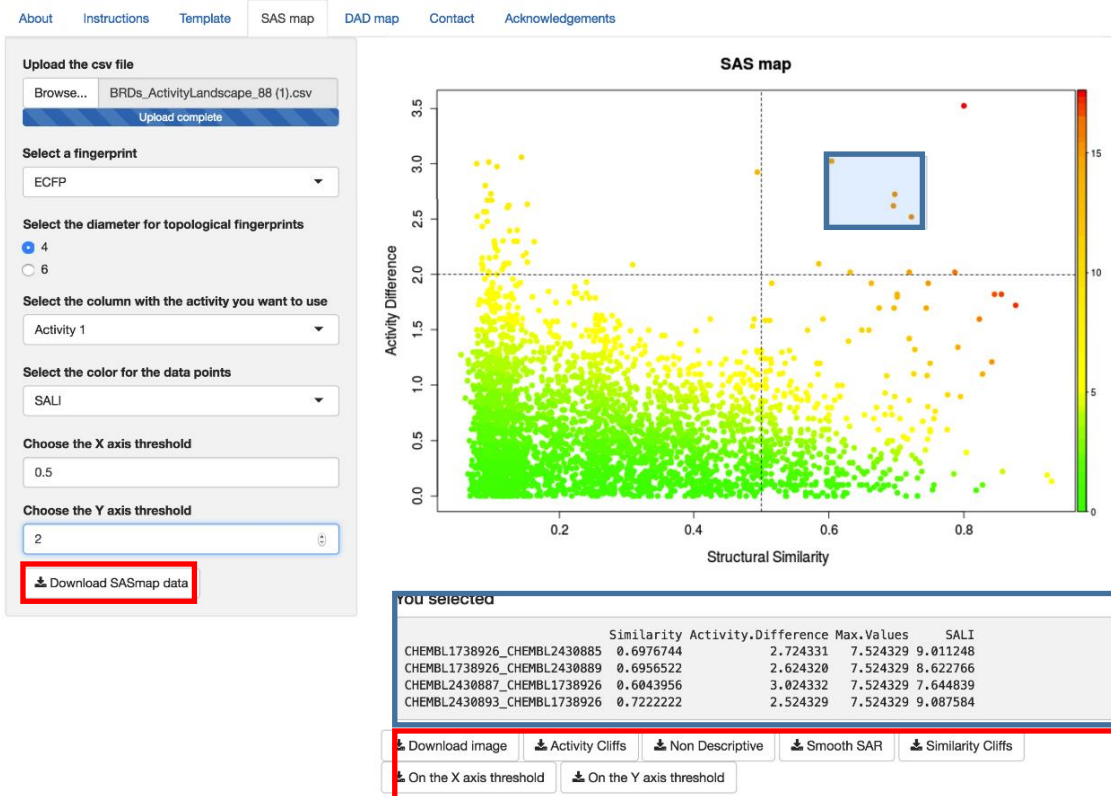 About Instructions Template SAS map DAD map Contact Acknowledgements
Upload the csv file
Browse... BRDs_ActivityLandscape_88 (1).csv
Upload complete
Select a fingerprint
ECFP
Select the diameter for topological fingerprints
4
6
Select the column with the activity you want to use
Activity 1
Select the color for the data points
SALI
Choose the X axis threshold
0.5
Choose the Y axis threshold
2
Download SASmap data
SAS map
Activity Difference
3.5
3.0
2.5
2.0
1.5
1.0
0.5
0.0
0.2 0.4 0.6 0.8
Structural Similarity
15
10
5
0
You selected
Similarity Activity.Difference Max.Values SALI
CHEMBL1738926_CHEMBL2430885 0.6976744 2.724331 7.524329 9.011248
CHEMBL1738926_CHEMBL2430889 0.6956522 2.624320 7.524329 8.622766
CHEMBL2430887_CHEMBL1738926 0.6043956 3.024332 7.524329 7.644839
CHEMBL2430893_CHEMBL1738926 0.7222222 2.524329 7.524329 9.087584
Download image Activity Cliffs Non Descriptive Smooth SAR Similarity Cliffs
On the X axis threshold On the Y axis threshold